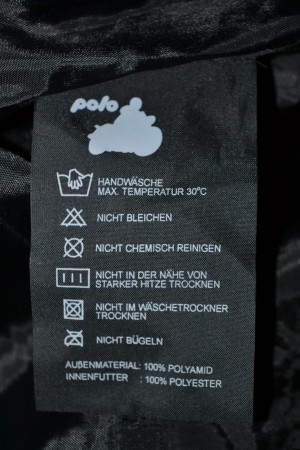 polo
HANDWÄSCHE
MAX. TEMPERATUR 30°C
NICHT BLEICHEN
NICHT CHEMISCH REINIGEN
NICHT IN DER NÄHE VON
STARKER HITZE TROCKNEN
NICHT IM WÄSCHETROCKNER
TROCKNEN
NICHT BÜGELN
AUßENMATERIAL: 100% POLYAMID
INNENFUTTER : 100% POLYESTER